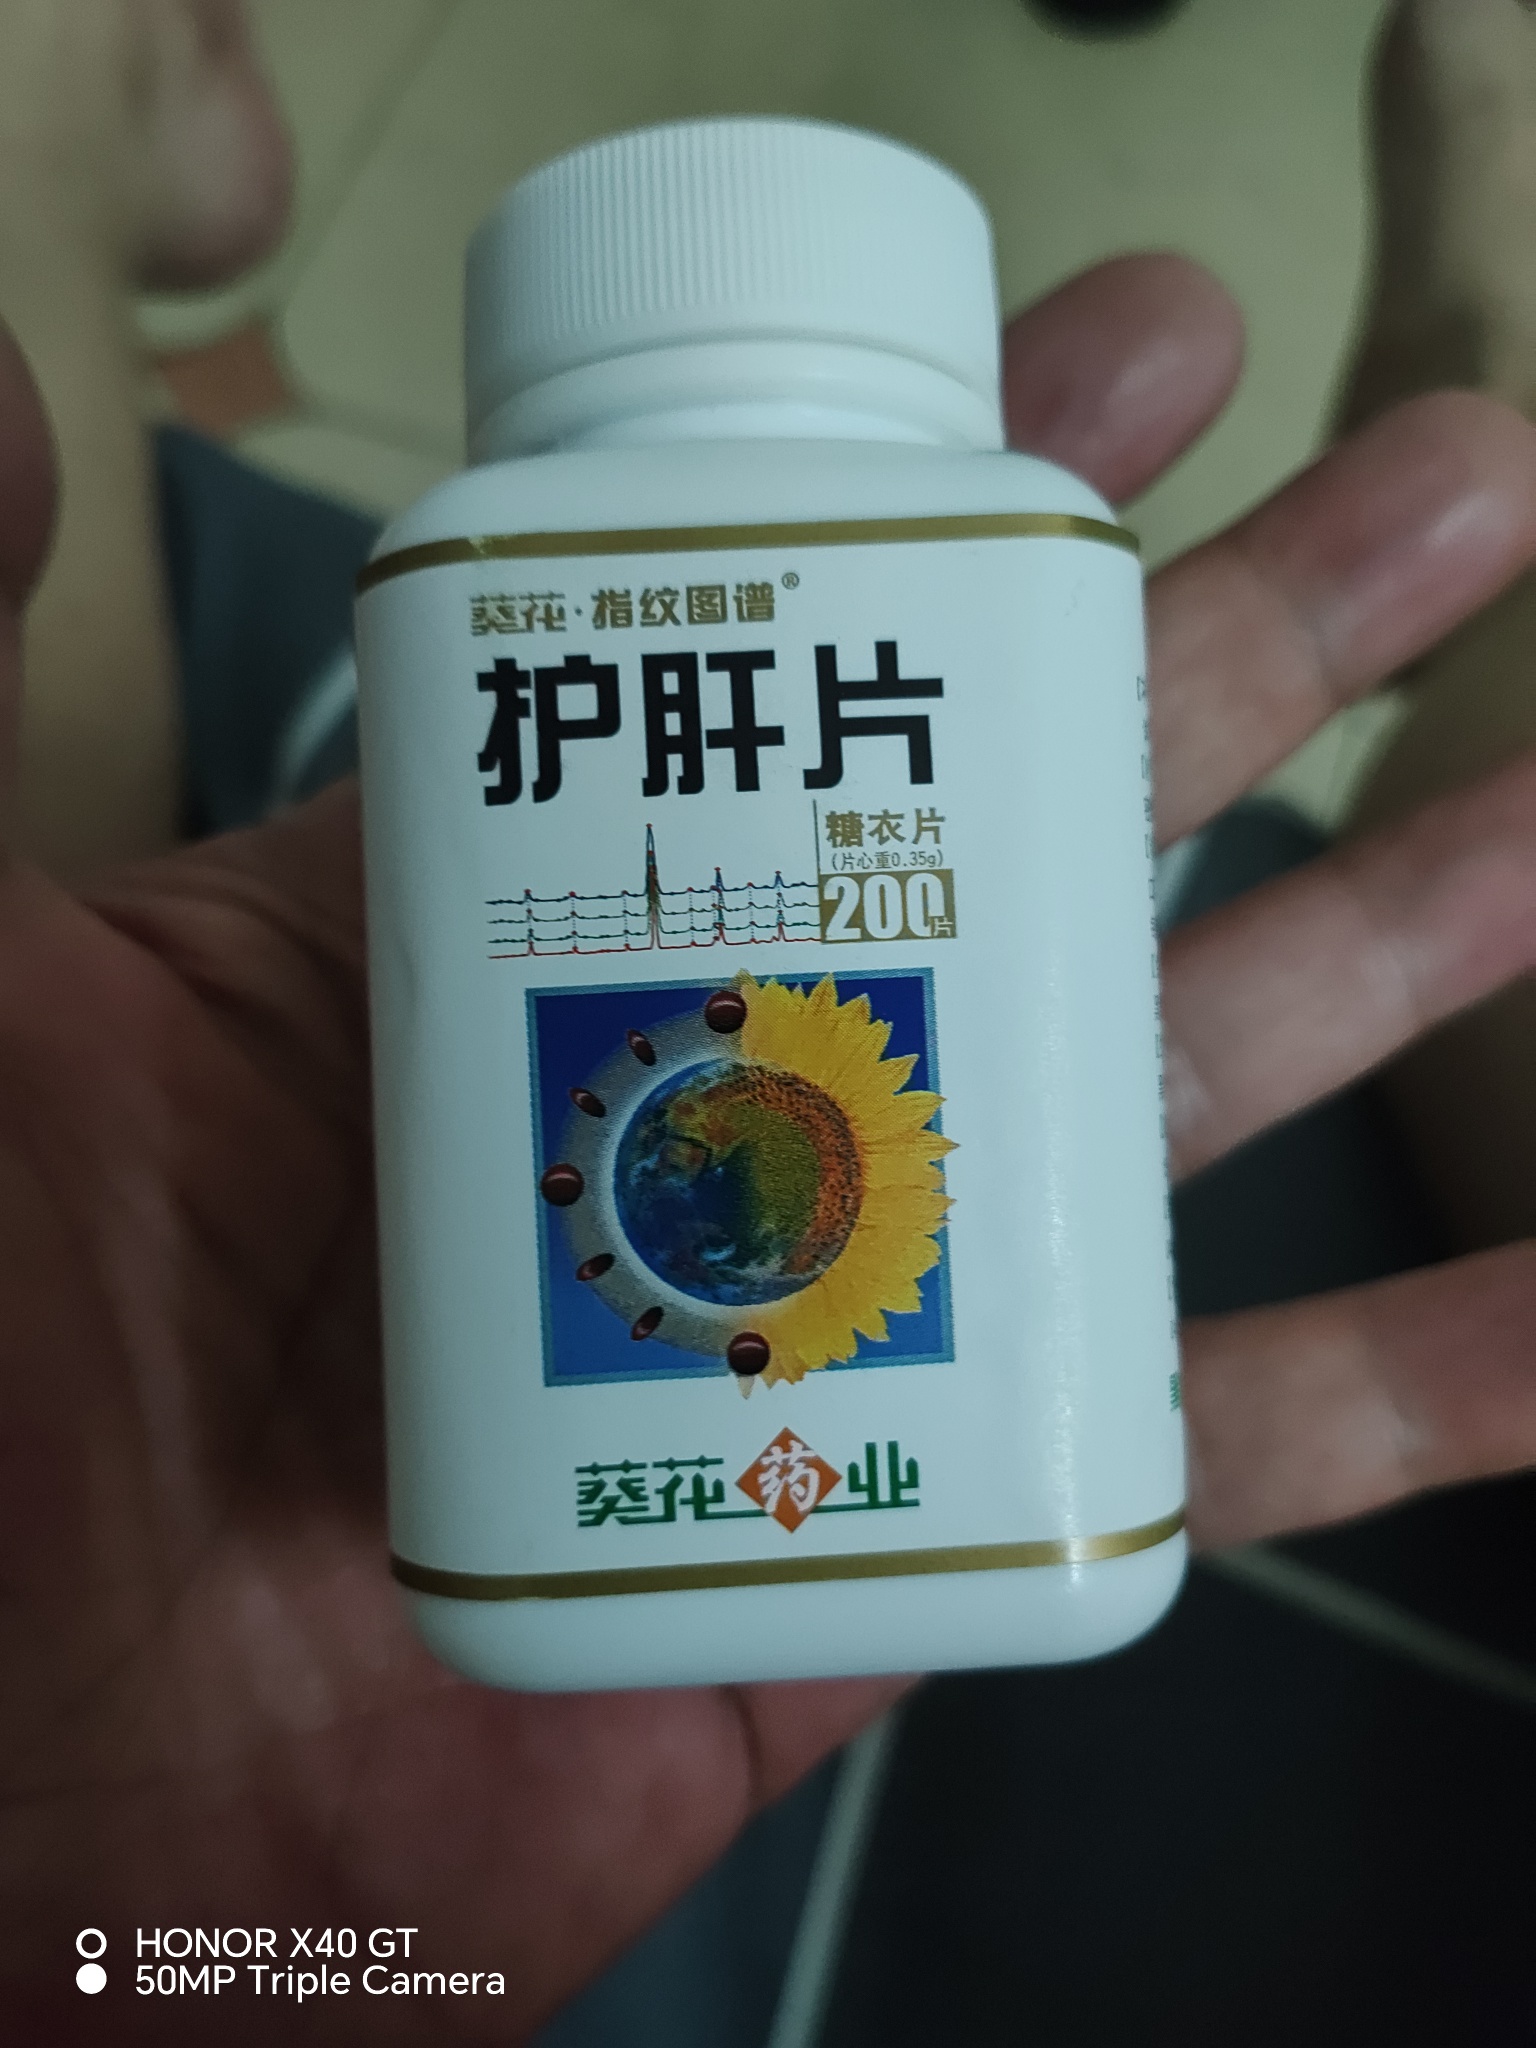 葵花·指纹图谱®
护肝片
糖衣片
(片心重0.35g)
200片
葵花药业
HONOR X40 GT
50MP Triple Camera